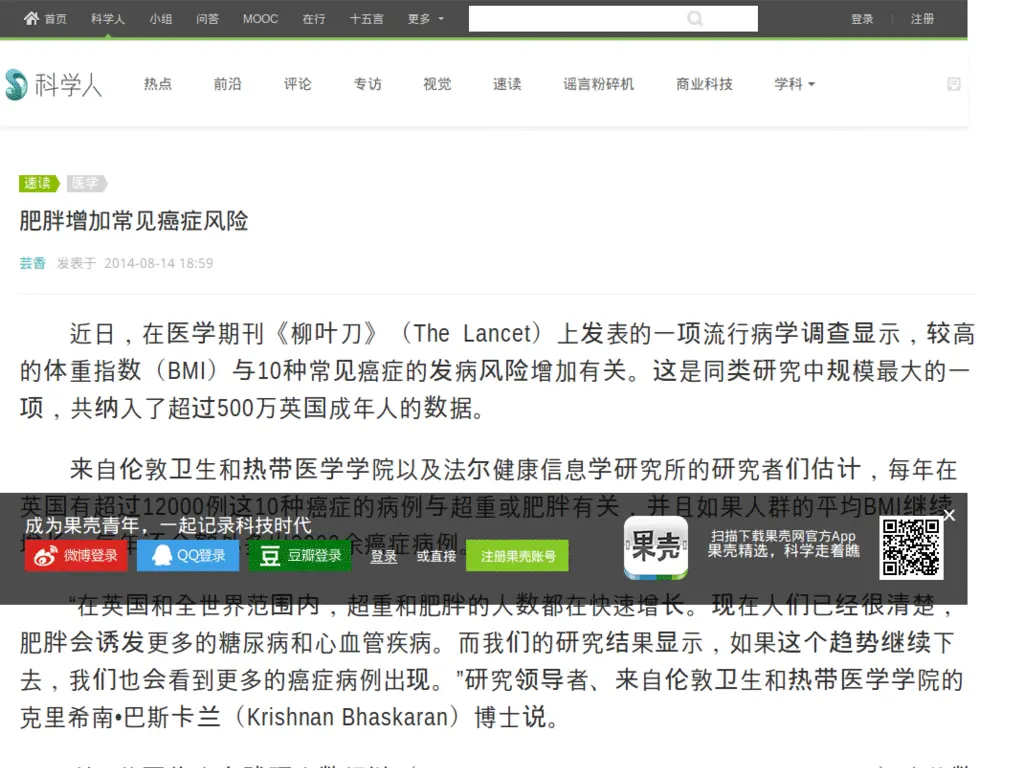 首页 科学人 小组 问答 MOOC 在行 十五言 更多 登录 注册
科学人 热点 前沿 评论 专访 视觉 速读 谣言粉碎机 商业科技 学科
速读 医学
肥胖增加常见癌症风险
芸香 发表于 2014-08-14 18:59
近日，在医学期刊《柳叶刀》（The Lancet）上发表的一项流行病学调查显示，较高
的体重指数（BMI）与10种常见癌症的发病风险增加有关。这是同类研究中规模最大的一
项，共纳入了超过500万英国成年人的数据。
来自伦敦卫生和热带医学学院以及法尔健康信息学研究所的研究者们估计，每年在
英国有超过12000例这10种癌症的病例与超重或肥胖有关，并且如果人群的平均BMI继续
余癌症病例。
成为果壳青年，一起记录科技时代
微博登录 QQ登录 豆瓣登录 登录 或直接 注册果壳账号
果壳
扫描下载果壳网官方App
果壳精选，科学走着瞧
“在英国和全世界范围内，超重和肥胖的人数都在快速增长。现在人们已经很清楚，
肥胖会诱发更多的糖尿病和心血管疾病。而我们的研究结果显示，如果这个趋势继续下
去，我们也会看到更多的癌症病例出现。”研究领导者、来自伦敦卫生和热带医学学院的
克里希南•巴斯卡兰（Krishnan Bhaskaran）博士说。